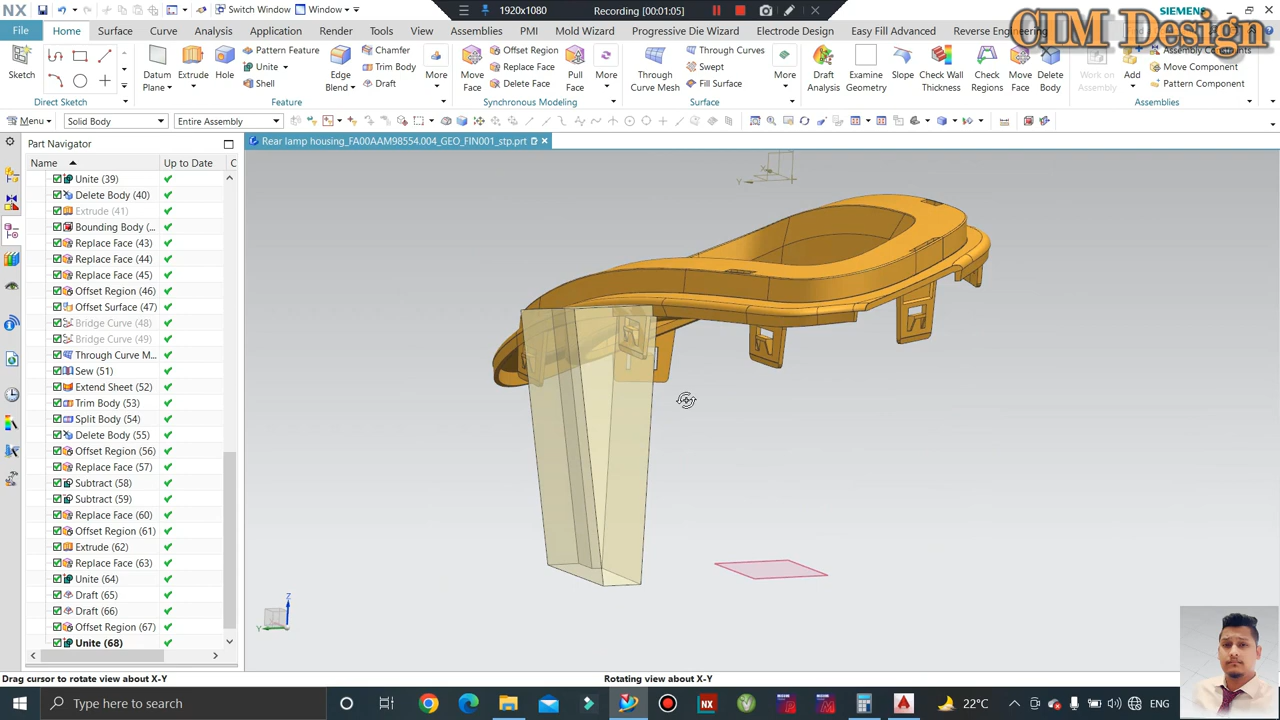 NX
Switch Window
Window
1920x1080
Recording [00:01:05]
SIEMENS
CIM Design
File
Home
Surface
Curve
Analysis
Application
Render
Tools
View
Assemblies
PMI
Mold Wizard
Progressive Die Wizard
Electrode Design
Easy Fill Advanced
Reverse Engineering
Sketch
Direct Sketch
Datum Plane
Extrude
Hole
Pattern Feature
Unite
Shell
Edge Blend
Chamfer
Trim Body
Draft
More
Feature
Move Face
Offset Region
Replace Face
Delete Face
Pull Face
More
Synchronous Modeling
Through Curve Mesh
Through Curves
Swept
Fill Surface
More
Surface
Draft Analysis
Examine Geometry
Slope
Check Wall Thickness
Check Regions
Move Face
Delete Body
Work on Assembly
Add
Assembly Constraints
Move Component
Pattern Component
Assemblies
Menu
Solid Body
Entire Assembly
Part Navigator
Rear lamp housing_FA00AAM98554.004_GEO_FIN001_stp.prt
Name
Up to Date
C
Unite (39)
Delete Body (40)
Extrude (41)
Bounding Body (...
Replace Face (43)
Replace Face (44)
Replace Face (45)
Offset Region (46)
Offset Surface (47)
Bridge Curve (48)
Bridge Curve (49)
Through Curve M...
Sew (51)
Extend Sheet (52)
Trim Body (53)
Split Body (54)
Delete Body (55)
Offset Region (56)
Replace Face (57)
Subtract (58)
Subtract (59)
Replace Face (60)
Offset Region (61)
Extrude (62)
Replace Face (63)
Unite (64)
Draft (65)
Draft (66)
Offset Region (67)
Unite (68)
X
Y
Z
Y
Drag cursor to rotate view about X-Y
Rotating view about X-Y
Type here to search
NX
22°C
ENG